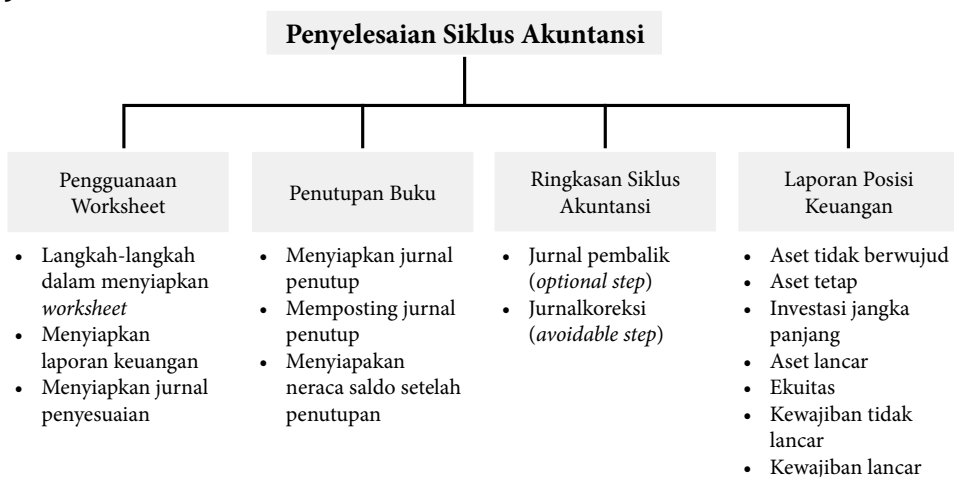 Penyelesaian Siklus Akuntansi
Pengguanaan
Worksheet
• Langkah-langkah
dalam menyiapkan
worksheet
• Menyiapkan
laporan keuangan
• Menyiapkan jurnal
penyesuaian
Penutupan Buku
• Menyiapkan jurnal
penutup
• Memposting jurnal
penutup
• Menyiapakan
neraca saldo setelah
penutupan
Ringkasan Siklus
Akuntansi
• Jurnal pembalik
(optional step)
• Jurnalkoreksi
(avoidable step)
Laporan Posisi
Keuangan
• Aset tidak berwujud
• Aset tetap
• Investasi jangka
panjang
• Aset lancar
• Ekuitas
• Kewajiban tidak
lancar
• Kewajiban lancar